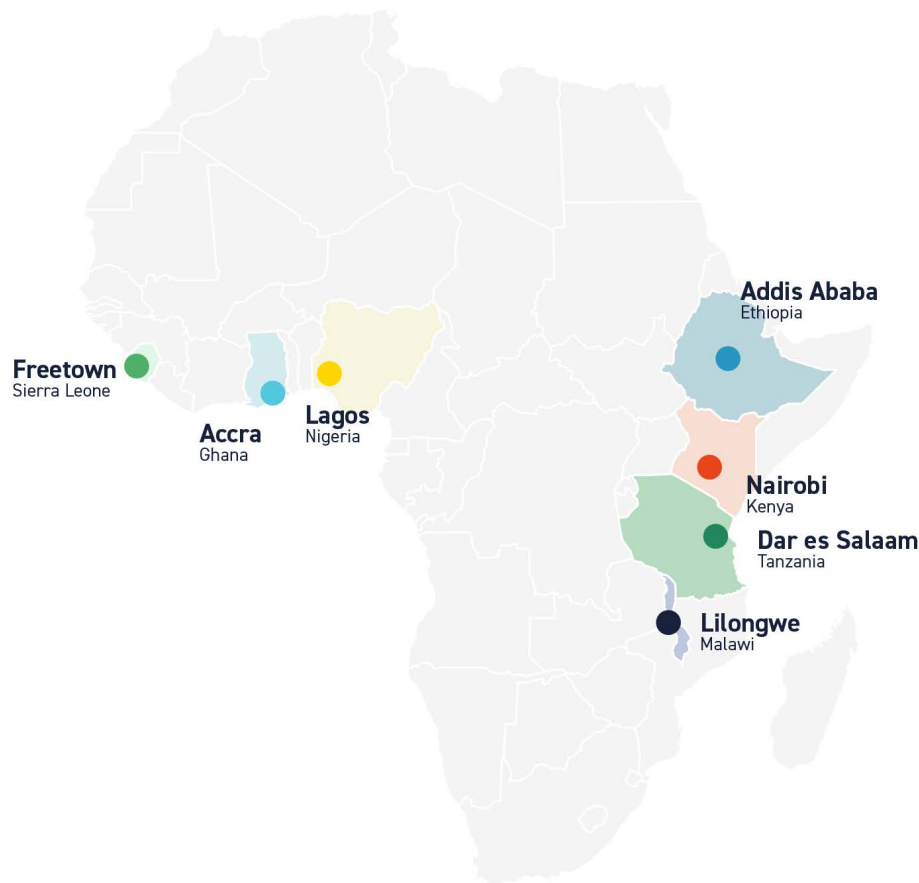 Addis Ababa
Ethiopia
Freetown
Sierra Leone
Accra
Ghana
Lagos
Nigeria
Nairobi
Kenya
Dar es Salaam
Tanzania
Lilongwe
Malawi